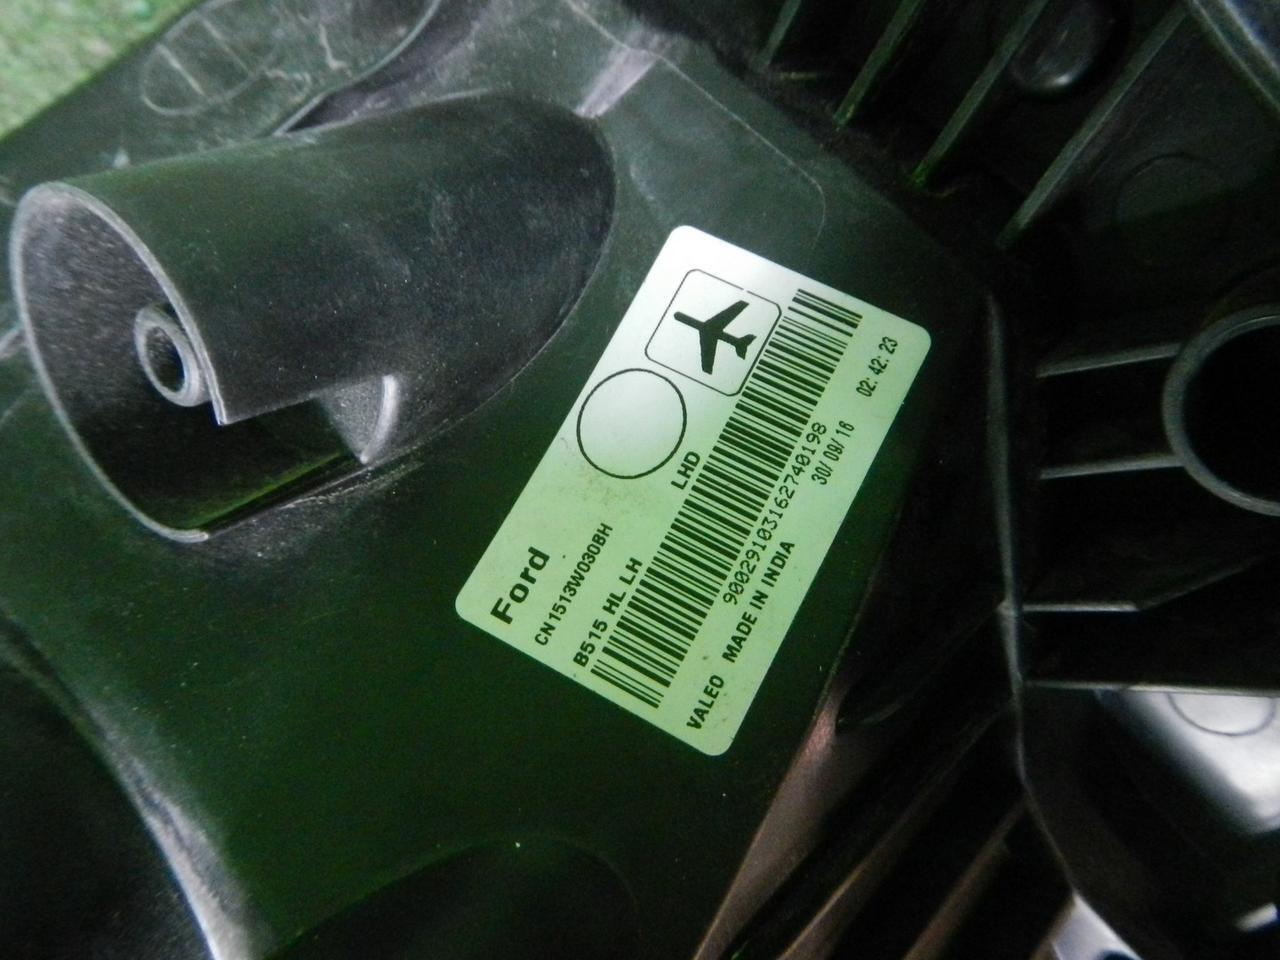 Ford
CN1513W030BH
B515 HL LH
LHD
90029103162740198
VALEO MADE IN INDIA
30/09/16 02:42:23